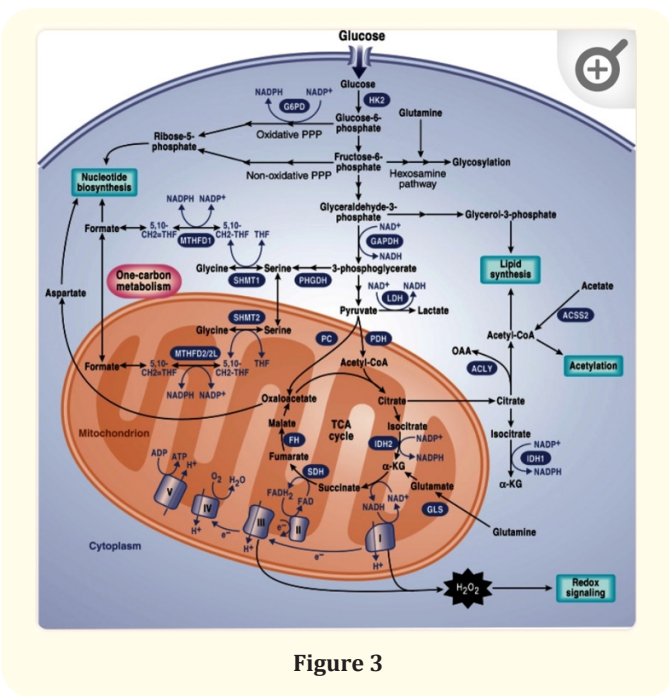 Glucose
Glucose
NADPH
NADP+
G6PD
HK2
Glucose-6-
phosphate
Glutamine
Oxidative PPP
Ribose-5-
phosphate
Fructose-6-
phosphate
Glycosylation
Non-oxidative PPP
Hexosamine
pathway
Nucleotide
biosynthesis
NADPH NADP+
Glyceraldehyde-3-
phosphate
Glycerol-3-phosphate
Formate
5,10-
CH2=THF
5,10-
CH2-THF
THF
MTHFD1
NAD+
GAPDH
NADH
Lipid
synthesis
One-carbon
metabolism
Glycine
Serine
3-phosphoglycerate
SHMT1
PHGDH
Aspartate
NAD+
NADH
LDH
Acetate
Pyruvate
Lactate
ACSS2
SHMT2
Glycine
Serine
PC
PDH
Acetyl-CoA
OAA
MTHFD2/2L
Acetyl-CoA
ACLY
Acetylation
Formate
5,10-
CH2=THF
5,10-
CH2-THF
THF
NADPH
NADP+
Oxaloacetate
Citrate
Citrate
Malate
TCA
cycle
Isocitrate
Isocitrate
Mitochondrion
FH
IDH2
NADP+
NADPH
NADP+
IDH1
NADPH
Fumarate
α-KG
α-KG
ADP
ATP
H+
O2
H2O
SDH
Succinate
Glutamate
FADH2
FAD
NADH
NAD+
GLS
V
IV
III
II
I
Glutamine
H+
e–
H+
e–
e–
H+
Cytoplasm
H2O2
Redox
signaling
Figure 3